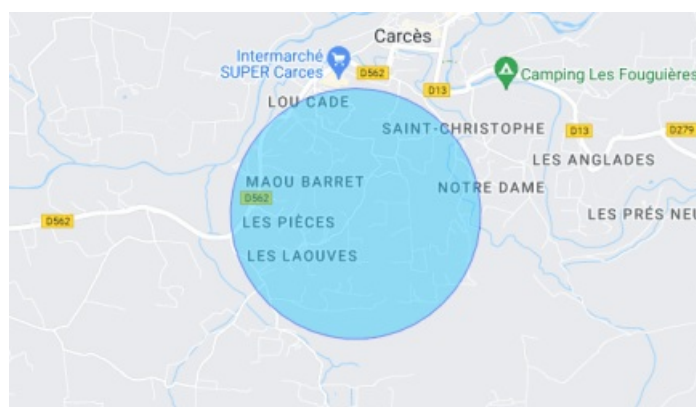 Carcès
Intermarché
SUPER Carces
D562
D13
Camping Les Fouguières
LOU CADE
SAINT-CHRISTOPHE
D13
D279
LES ANGLADES
MAOU BARRET
NOTRE DAME
D562
LES PIÈCES
LES PRÉS NEU
D562
LES LAOUVES